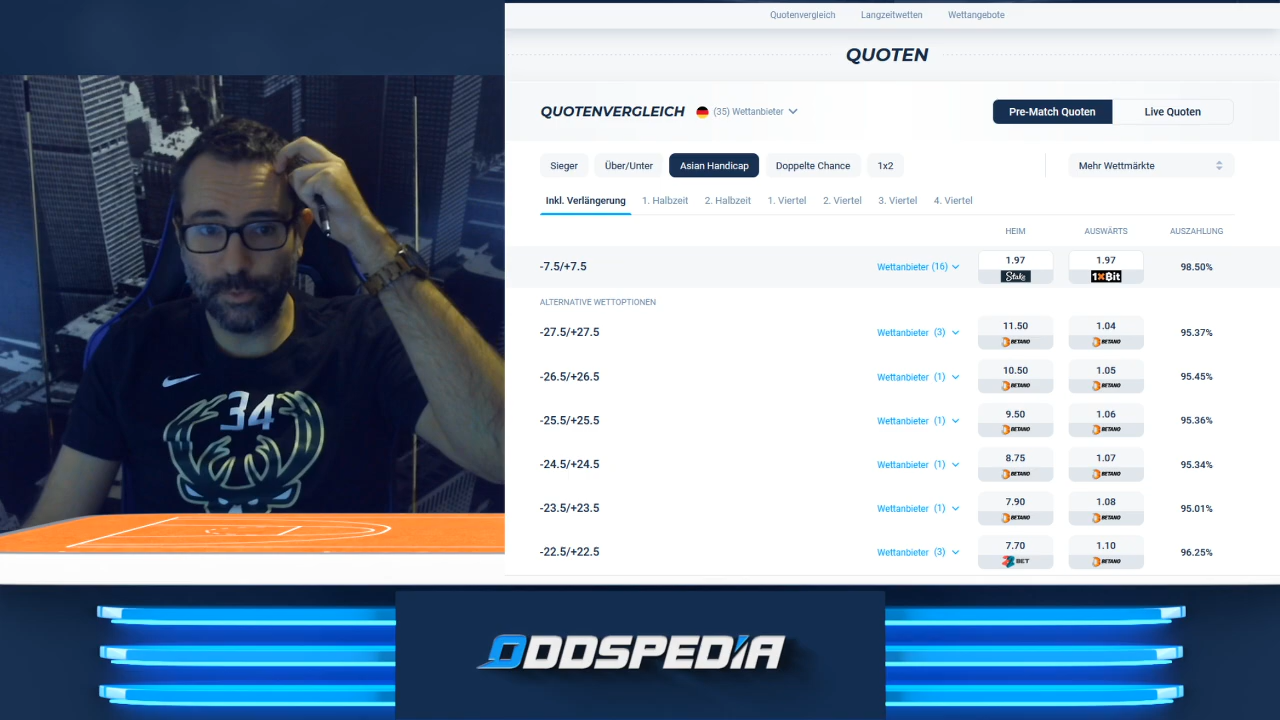 Quotenvergleich Langzeitwetten Wettangebote
QUOTEN
QUOTENVERGLEICH (35) Wettanbieter Pre-Match Quoten Live Quoten
Sieger Über/Unter Asian Handicap Doppelte Chance 1x2 Mehr Wettmärkte
Inkl. Verlängerung 1. Halbzeit 2. Halbzeit 1. Viertel 2. Viertel 3. Viertel 4. Viertel
HEIM AUSWÄRTS AUSZAHLUNG
-7.5/+7.5 Wettanbieter (16) 1.97 1.97 98.50%
Stake 1XBit
ALTERNATIVE WETTOPTIONEN
-27.5/+27.5 Wettanbieter (3) 11.50 1.04 95.37%
BETANO BETANO
-26.5/+26.5 Wettanbieter (1) 10.50 1.05 95.45%
BETANO BETANO
-25.5/+25.5 Wettanbieter (1) 9.50 1.06 95.36%
BETANO BETANO
-24.5/+24.5 Wettanbieter (1) 8.75 1.07 95.34%
BETANO BETANO
-23.5/+23.5 Wettanbieter (1) 7.90 1.08 95.01%
BETANO BETANO
-22.5/+22.5 Wettanbieter (3) 7.70 1.10 96.25%
22BET BETANO
34
ODDSPEDIA